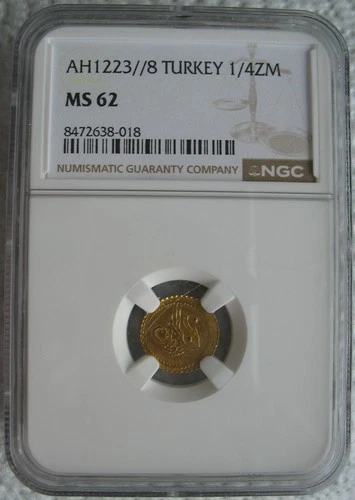 AH1223//8 TURKEY 1/4ZM
MS 62
8472638-018
NUMISMATIC GUARANTY COMPANY NGC